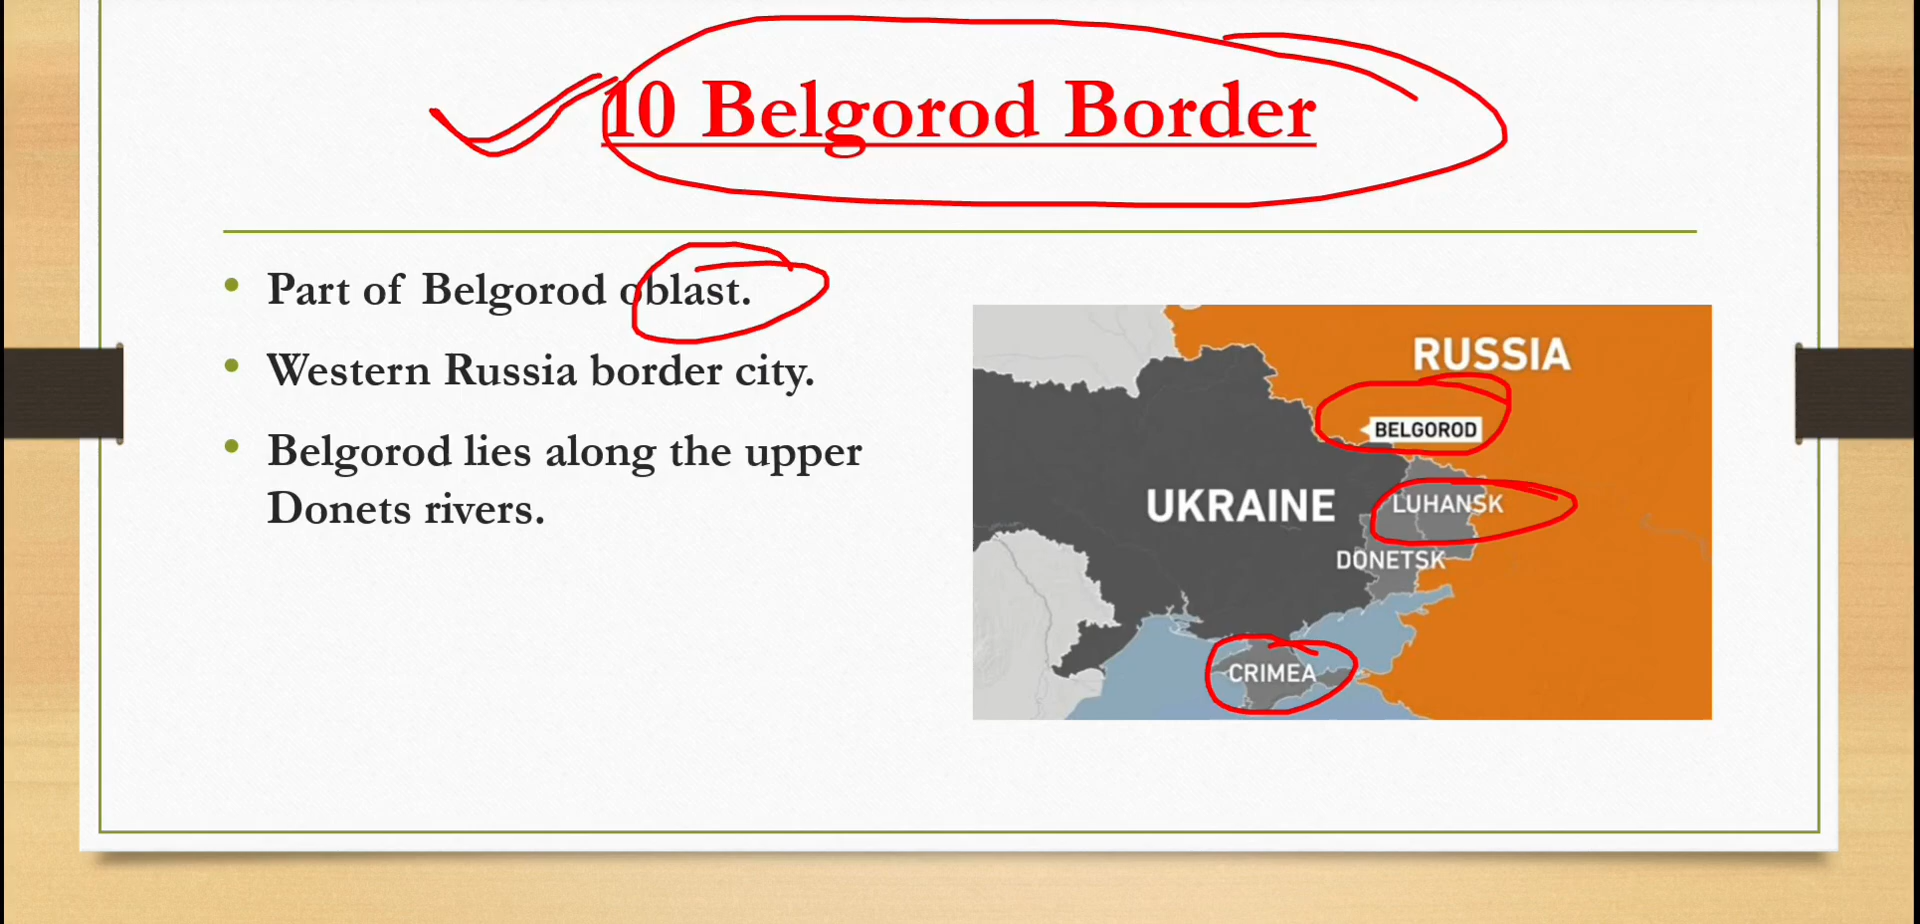 10 Belgorod Border
Part of Belgorod oblast.
Western Russia border city.
Belgorod lies along the upper
Donets rivers.
RUSSIA
BELGOROD
UKRAINE
LUHANSK
DONETSK
CRIMEA